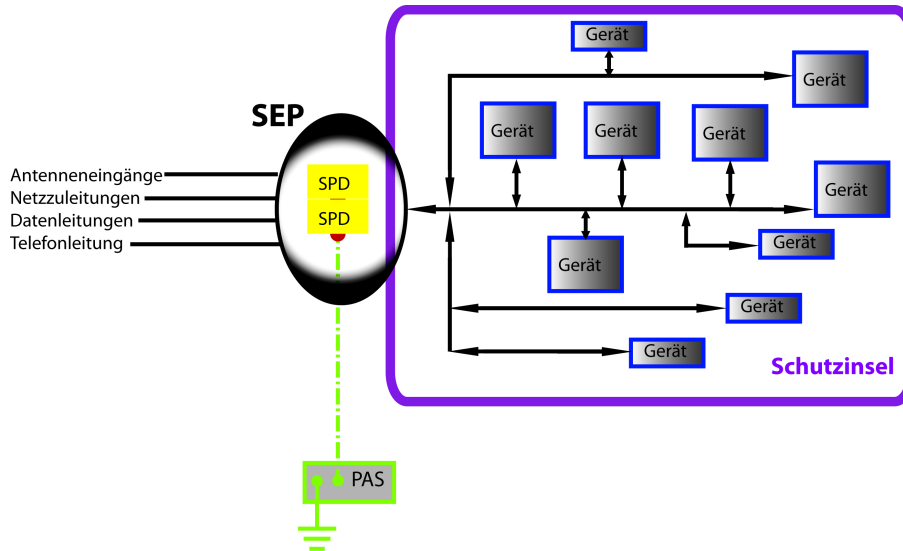 SEP
Antenneneingänge
Netzzuleitungen
Datenleitungen
Telefonleitung
SPD
SPD
PAS
Gerät
Gerät
Gerät
Gerät
Gerät
Gerät
Gerät
Gerät
Gerät
Gerät
Schutzinsel